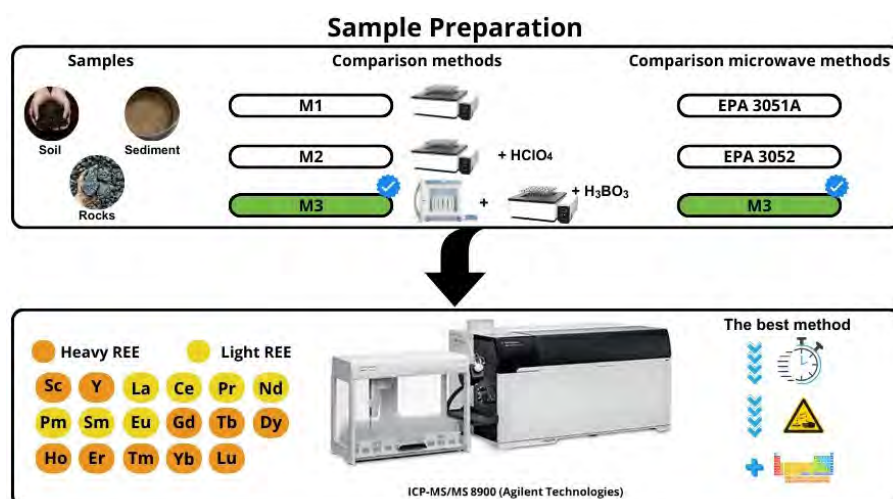 Sample Preparation
Samples
Comparison methods
Comparison microwave methods
Soil
Sediment
Rocks
M1
M2
+ HClO₄
M3
+
+ H₃BO₃
EPA 3051A
EPA 3052
M3
Heavy REE
Light REE
Sc Y La Ce Pr Nd
Pm Sm Eu Gd Tb Dy
Ho Er Tm Yb Lu
ICP-MS/MS 8900 (Agilent Technologies)
The best method